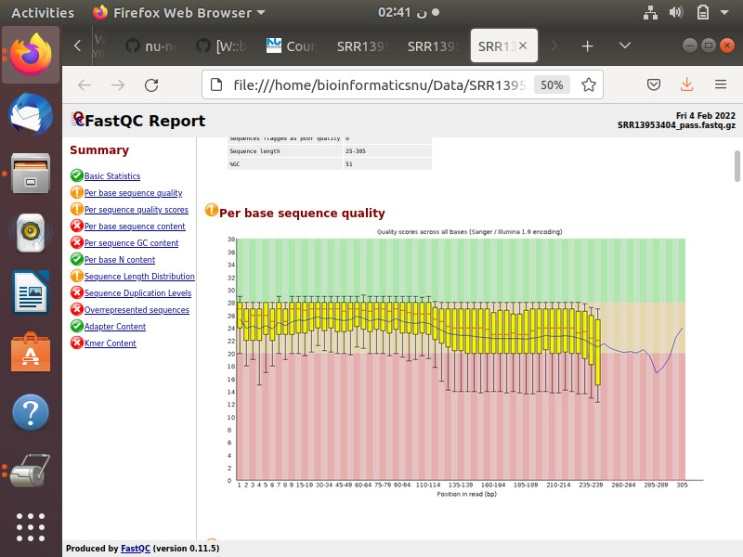 Activities Firefox Web Browser 02:41 ن
nu-n [W::b Cour SRR139 SRR139 SRR13
file:///home/bioinformaticsnu/Data/SRR1395 50%
FastQC Report
Fri 4 Feb 2022
SRR13953404_pass.fastq.gz
Summary
Basic Statistics
Per base sequence quality
Per sequence quality scores
Per base sequence content
Per sequence GC content
Per base N content
Sequence Length Distribution
Sequence Duplication Levels
Overrepresented sequences
Adapter Content
Kmer Content
Sequences flagged as poor quality 0
Sequence length 25-305
%GC 51
Per base sequence quality
Quality scores across all bases (Sanger / Illumina 1.9 encoding)
38
36
34
32
30
28
26
24
22
20
18
16
14
12
10
8
6
4
2
0
1 2 3 4 5 6 7 8 9 15-19 30-34 45-49 60-64 75-79 90-94 110-114 135-139 160-164 185-189 210-214 235-239 260-264 285-289 305
Position in read (bp)
Produced by FastQC (version 0.11.5)